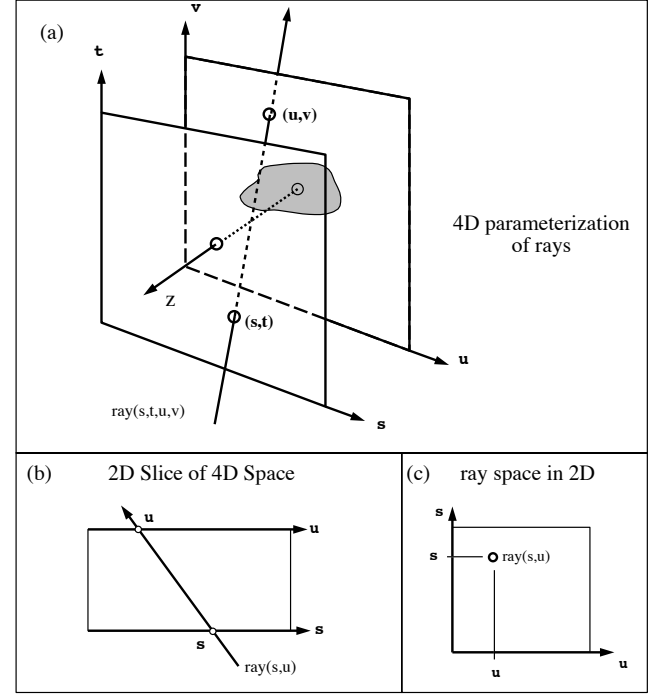 (a)
v
t
(u,v)
4D parameterization
of rays
z
(s,t)
u
ray(s,t,u,v)
s
(b) 2D Slice of 4D Space
u
u
s
s
ray(s,u)
(c) ray space in 2D
s
s
ray(s,u)
u
u